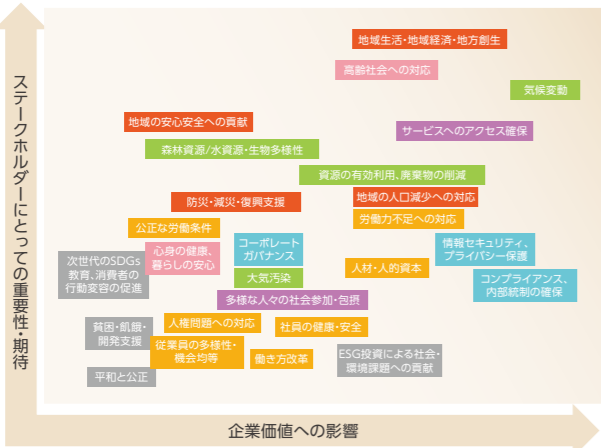 ステークホルダーにとっての重要性・期待
地域生活・地域経済・地方創生
高齢社会への対応
気候変動
地域の安心安全への貢献
サービスへのアクセス確保
森林資源/水資源・生物多様性
資源の有効利用、廃棄物の削減
防災・減災・復興支援
地域の人口減少への対応
労働力不足への対応
公正な労働条件
次世代のSDGs
教育、消費者の
行動変容の促進
心身の健康、
暮らしの安心
コーポレート
ガバナンス
情報セキュリティ、
プライバシー保護
大気汚染
人材・人的資本
コンプライアンス、
内部統制の確保
多様な人々の社会参加・包摂
貧困・飢餓・
開発支援
人権問題への対応
社員の健康・安全
従業員の多様性・
機会均等
働き方改革
ESG投資による社会・
環境課題への貢献
平和と公正
企業価値への影響